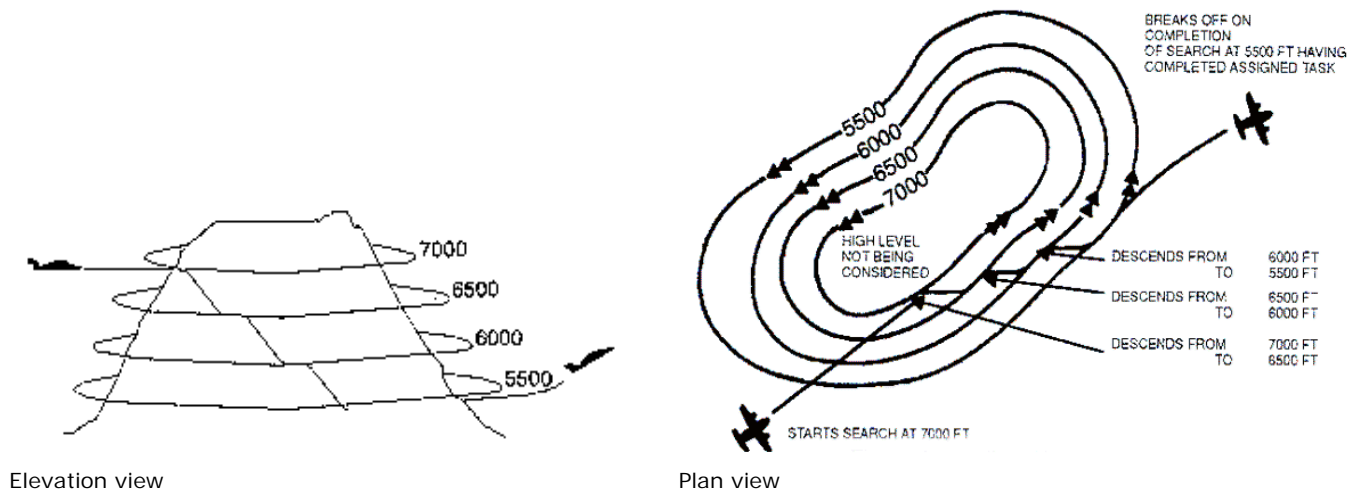 7000
6500
6000
5500
Elevation view
BREAKS OFF ON
COMPLETION
OF SEARCH AT 5500 FT HAVING
COMPLETED ASSIGNED TASK
5500
6000
6500
7000
HIGH LEVEL
NOT BEING
CONSIDERED
DESCENDS FROM 6000 FT
TO 5500 FT
DESCENDS FROM 6500 FT
TO 6000 FT
DESCENDS FROM 7000 FT
TO 6500 FT
STARTS SEARCH AT 7000 FT
Plan view